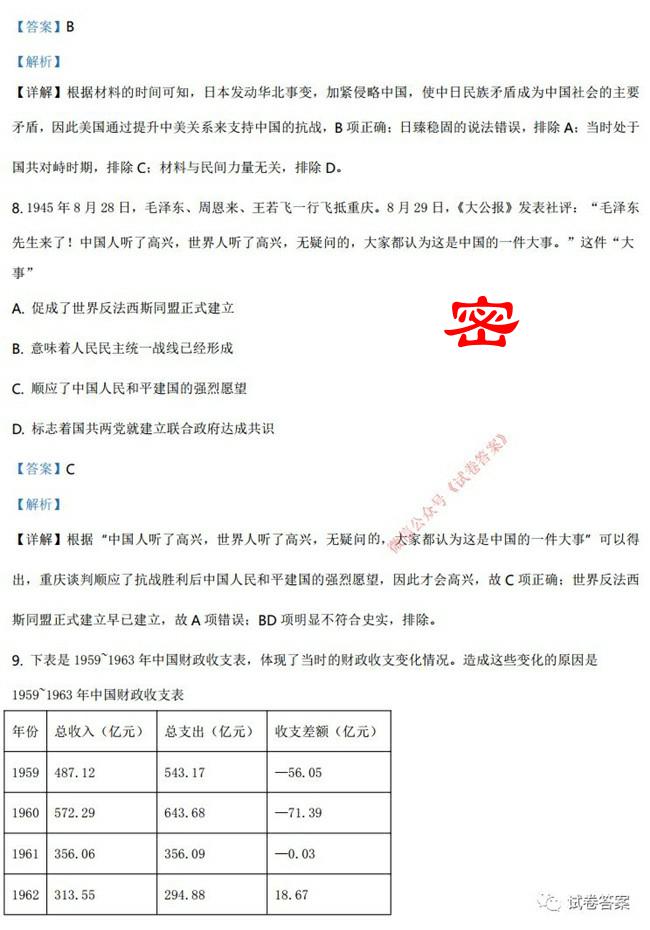 【答案】B
【解析】
【详解】根据材料的时间可知，日本发动华北事变，加紧侵略中国，使中日民族矛盾成为中国社会的主要
矛盾，因此美国通过提升中美关系来支持中国的抗战，B 项正确；日臻稳固的说法错误，排除 A；当时处于
国共对峙时期，排除 C；材料与民间力量无关，排除 D。
8. 1945 年 8 月 28 日，毛泽东、周恩来、王若飞一行飞抵重庆。8 月 29 日，《大公报》发表社评：“毛泽东
先生来了！中国人听了高兴，世界人听了高兴，无疑问的，大家都认为这是中国的一件大事。”这件“大
事”
A. 促成了世界反法西斯同盟正式建立
密
B. 意味着人民民主统一战线已经形成
C. 顺应了中国人民和平建国的强烈愿望
D. 标志着国共两党就建立联合政府达成共识
【答案】C
微信公众号《试卷答案》
【解析】
【详解】根据 “中国人听了高兴，世界人听了高兴，无疑问的，大家都认为这是中国的一件大事” 可以得
出，重庆谈判顺应了抗战胜利后中国人民和平建国的强烈愿望，因此才会高兴，故 C 项正确；世界反法西
斯同盟正式建立早已建立，故 A 项错误；BD 项明显不符合史实，排除。
9. 下表是 1959~1963 年中国财政收支表，体现了当时的财政收支变化情况。造成这些变化的原因是
1959~1963 年中国财政收支表
年份 总收入（亿元） 总支出（亿元） 收支差额（亿元）
1959 487.12 543.17 —56.05
1960 572.29 643.68 —71.39
1961 356.06 356.09 —0.03
1962 313.55 294.88 18.67
试卷答案